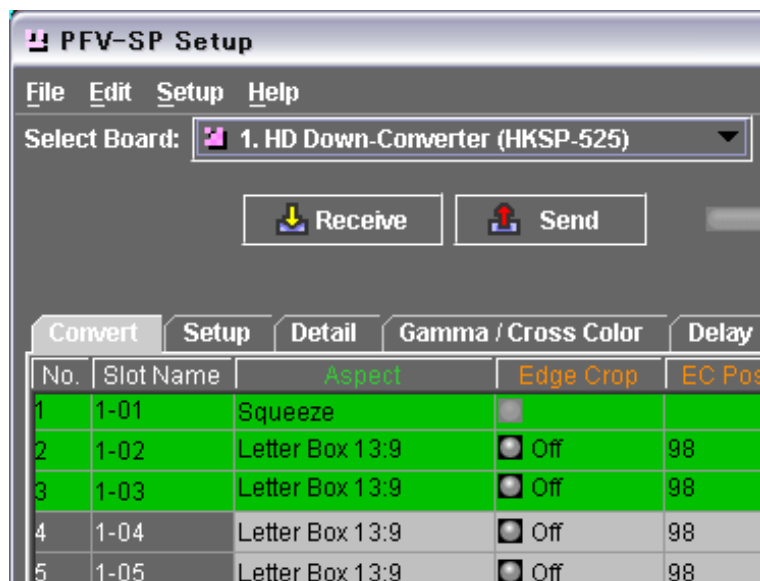 PFV-SP Setup
File Edit Setup Help
Select Board: 1. HD Down-Converter (HKSP-525)
Receive Send
Convert Setup Detail Gamma / Cross Color Delay
No. Slot Name Aspect Edge Crop EC Pos
1 1-01 Squeeze
2 1-02 Letter Box 13:9 Off 98
3 1-03 Letter Box 13:9 Off 98
4 1-04 Letter Box 13:9 Off 98
5 1-05 Letter Box 13:9 Off 98